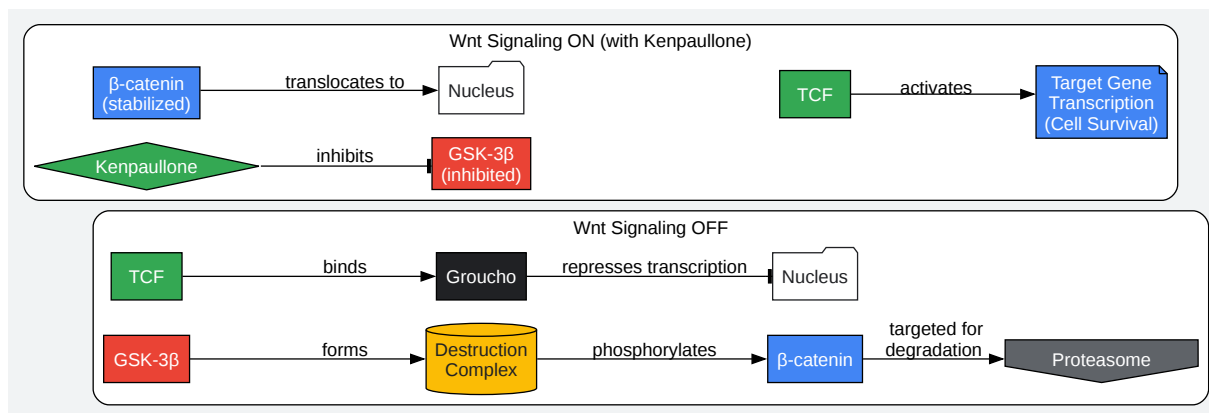 Wnt Signaling ON (with Kenpaullone)
β-catenin
(stabilized)
translocates to
Nucleus
TCF
activates
Target Gene
Transcription
(Cell Survival)
Kenpaullone
inhibits
GSK-3β
(inhibited)
Wnt Signaling OFF
TCF
binds
Groucho
represses transcription
Nucleus
GSK-3β
forms
Destruction
Complex
phosphorylates
β-catenin
targeted for
degradation
Proteasome